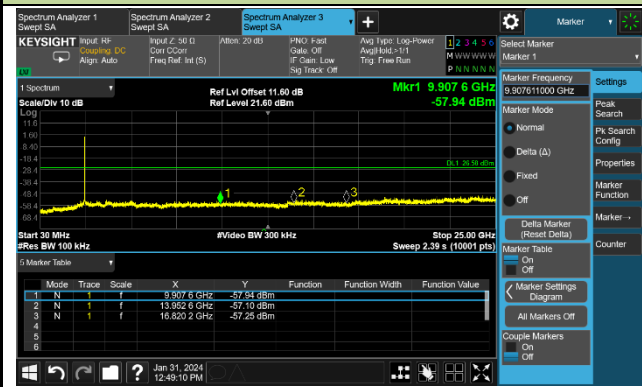 Spectrum Analyzer 1
Swept SA
Spectrum Analyzer 2
Swept SA
Spectrum Analyzer 3
Swept SA
Marker
KEYSIGHT
Input: RF
Coupling: DC
Align: Auto
Input Z: 50 Ω
Corr CCorr
Freq Ref: Int (S)
Atten: 20 dB
PNO: Fast
Gate: Off
IF Gain: Low
Sig Track: Off
Avg Type: Log-Power
Avg|Hold:>1/1
Trig: Free Run
1 2 3 4 5 6
M W W W W W
P N N N N N
Select Marker
Marker 1
1 Spectrum
Scale/Div 10 dB
Ref Lvl Offset 11.60 dB
Ref Level 21.60 dBm
Mkr1 9.907 6 GHz
-57.94 dBm
Log
11.6
1.60
-8.40
-18.4
-28.4
-38.4
-48.4
-58.4
-68.4
1
2
3
Start 30 MHz
#Res BW 100 kHz
#Video BW 300 kHz
Stop 25.00 GHz
Sweep 2.39 s (10001 pts)
5 Marker Table
Mode Trace Scale X Y Function Function Width Function Value
1 N 1 f 9.907 6 GHz -57.94 dBm
2 N 1 f 13.952 6 GHz -57.10 dBm
3 N 1 f 16.820 2 GHz -57.25 dBm
4
5
6
Marker Frequency
9.907611000 GHz
Marker Mode
Normal
Delta (Δ)
Fixed
Off
Delta Marker
(Reset Delta)
Marker Table
On
Off
Marker Settings
Diagram
All Markers Off
Couple Markers
On
Off
Settings
Peak
Search
Pk Search
Config
Properties
Marker
Function
Marker→
Counter
Jan 31, 2024
12:49:10 PM